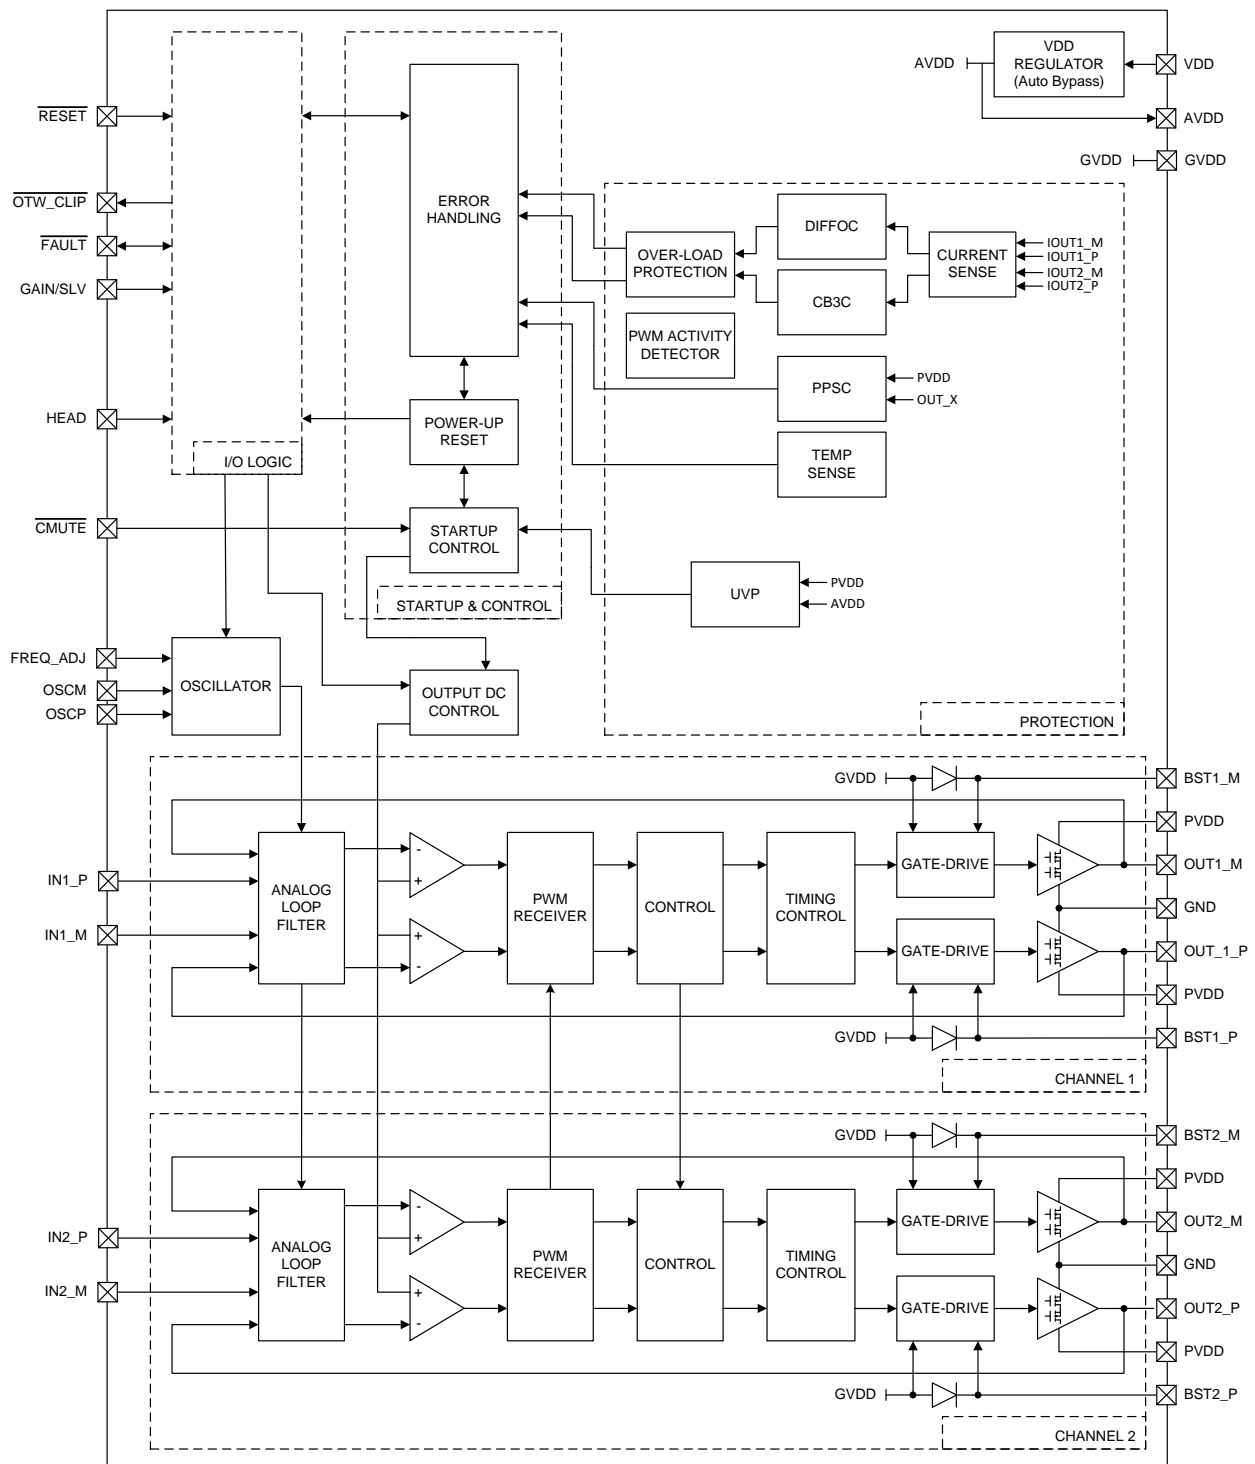 VDD
REGULATOR
(Auto Bypass)
AVDD
VDD
AVDD
GVDD
GVDD
RESET
OTW_CLIP
FAULT
GAIN/SLV
HEAD
CMUTE
FREQ_ADJ
OSCM
OSCP
I/O LOGIC
ERROR
HANDLING
POWER-UP
RESET
STARTUP
CONTROL
STARTUP & CONTROL
OVER-LOAD
PROTECTION
DIFFOC
CB3C
CURRENT
SENSE
IOUT1_M
IOUT1_P
IOUT2_M
IOUT2_P
PWM ACTIVITY
DETECTOR
PPSC
PVDD
OUT_X
TEMP
SENSE
UVP
PVDD
AVDD
PROTECTION
OSCILLATOR
OUTPUT DC
CONTROL
GVDD
BST1_M
PVDD
IN1_P
IN1_M
ANALOG
LOOP
FILTER
-
+
+
-
PWM
RECEIVER
CONTROL
TIMING
CONTROL
GATE-DRIVE
GATE-DRIVE
OUT1_M
GND
OUT_1_P
PVDD
GVDD
BST1_P
CHANNEL 1
GVDD
BST2_M
PVDD
IN2_P
IN2_M
ANALOG
LOOP
FILTER
-
+
+
-
PWM
RECEIVER
CONTROL
TIMING
CONTROL
GATE-DRIVE
GATE-DRIVE
OUT2_M
GND
OUT2_P
PVDD
GVDD
BST2_P
CHANNEL 2